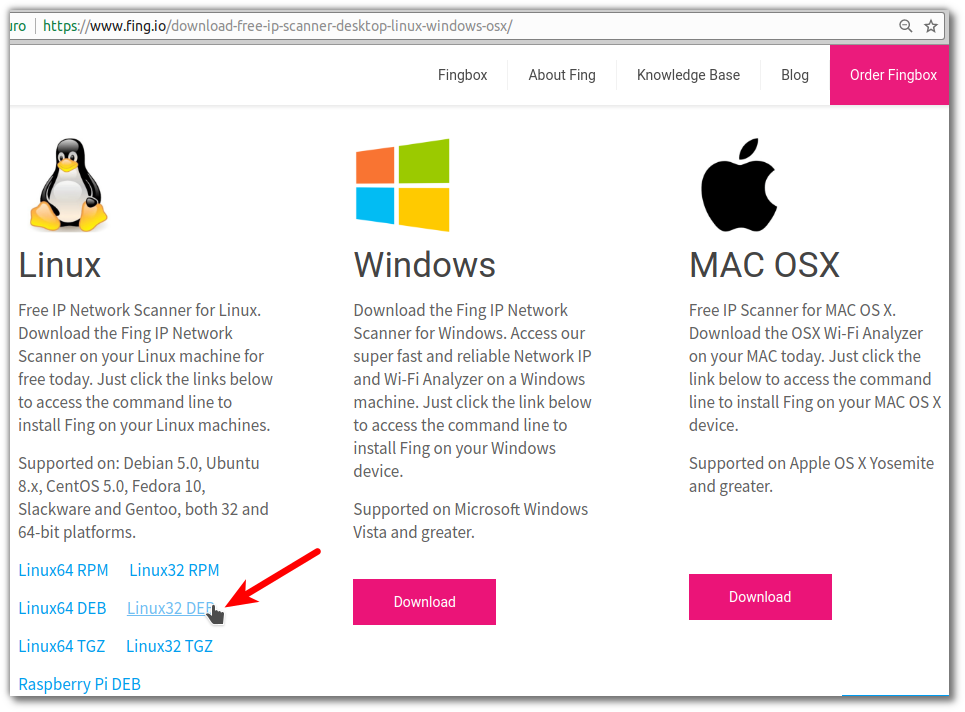 uro https://www.fing.io/download-free-ip-scanner-desktop-linux-windows-osx/
Fingbox About Fing Knowledge Base Blog Order Fingbox
Linux
Free IP Network Scanner for Linux.
Download the Fing IP Network
Scanner on your Linux machine for
free today. Just click the links below
to access the command line to
install Fing on your Linux machines.
Supported on: Debian 5.0, Ubuntu
8.x, CentOS 5.0, Fedora 10,
Slackware and Gentoo, both 32 and
64-bit platforms.
Linux64 RPM Linux32 RPM
Linux64 DEB Linux32 DEB
Linux64 TGZ Linux32 TGZ
Raspberry Pi DEB
Windows
Download the Fing IP Network
Scanner for Windows. Access our
super fast and reliable Network IP
and Wi-Fi Analyzer on a Windows
machine. Just click the link below
to access the command line to
install Fing on your Windows
device.
Supported on Microsoft Windows
Vista and greater.
Download
MAC OSX
Free IP Scanner for MAC OS X.
Download the OSX Wi-Fi Analyzer
on your MAC today. Just click the
link below to access the command
line to install Fing on your MAC OS X
device.
Supported on Apple OS X Yosemite
and greater.
Download